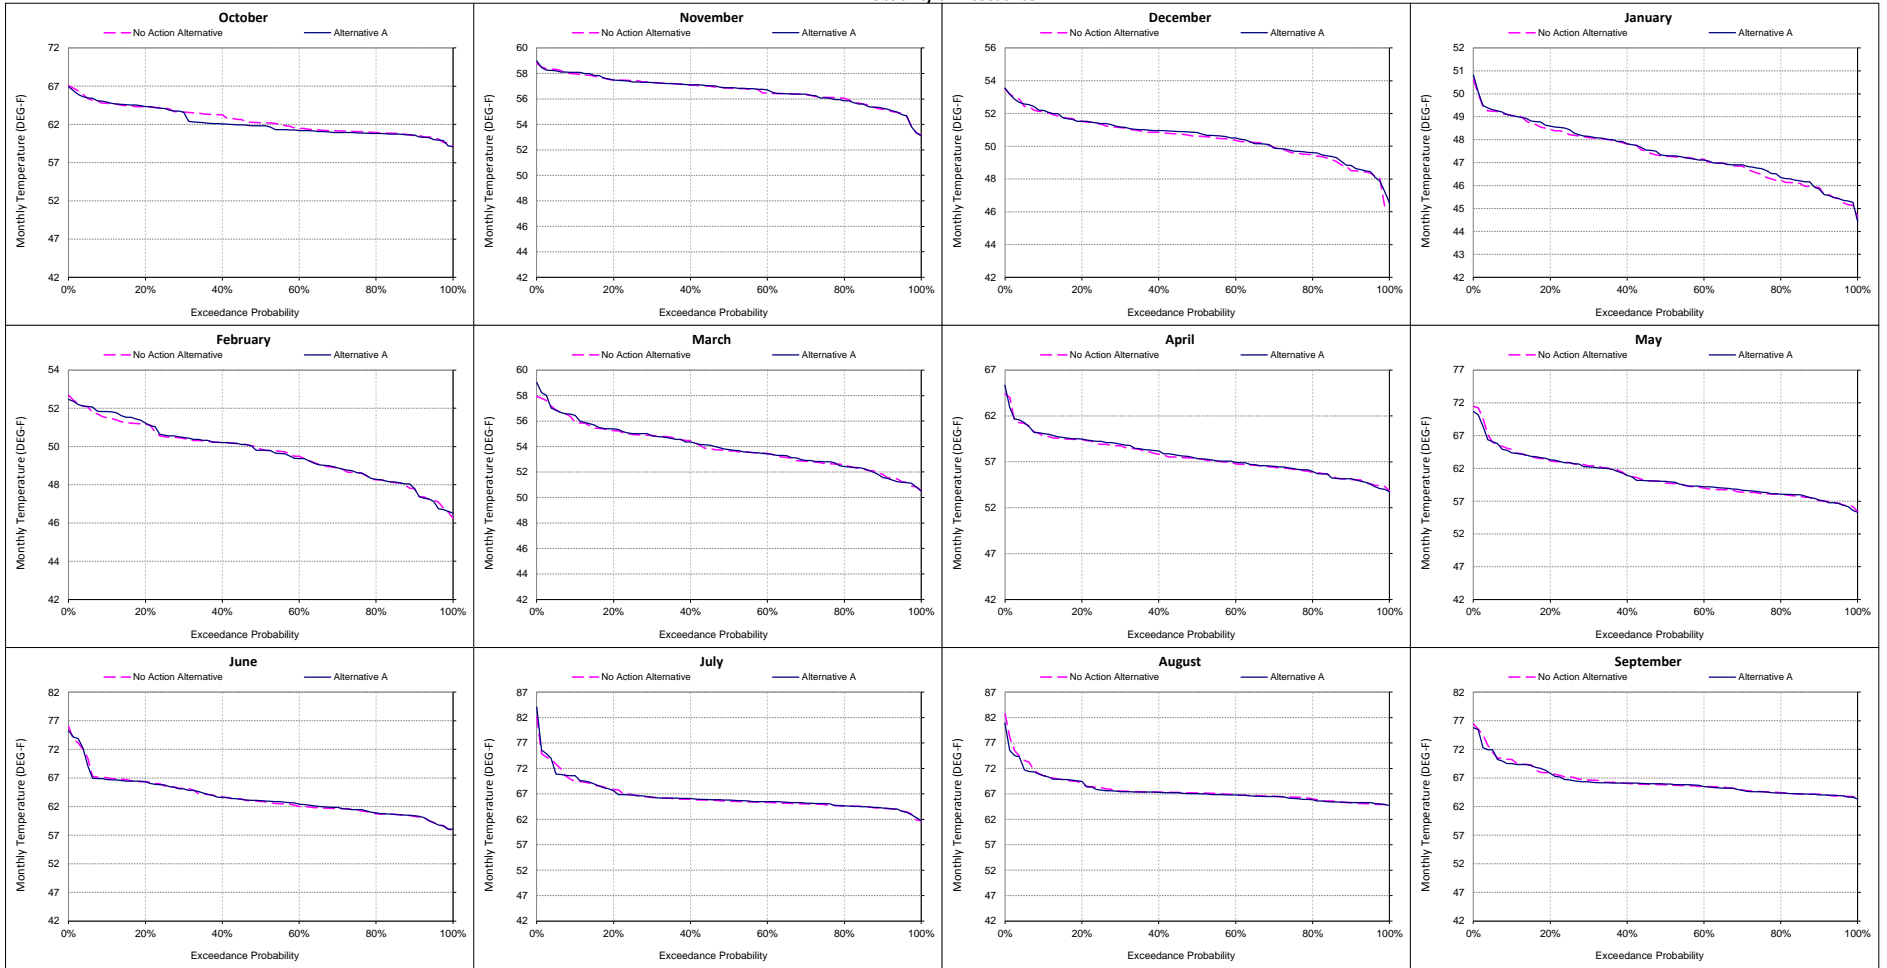 October
No Action Alternative Alternative A
Monthly Temperature (DEG-F)
72
67
62
57
52
47
42
0% 20% 40% 60% 80% 100%
Exceedance Probability
November
No Action Alternative Alternative A
Monthly Temperature (DEG-F)
60
58
56
54
52
50
48
46
44
42
0% 20% 40% 60% 80% 100%
Exceedance Probability
December
No Action Alternative Alternative A
Monthly Temperature (DEG-F)
56
54
52
50
48
46
44
42
0% 20% 40% 60% 80% 100%
Exceedance Probability
January
No Action Alternative Alternative A
Monthly Temperature (DEG-F)
52
51
50
49
48
47
46
45
44
43
42
0% 20% 40% 60% 80% 100%
Exceedance Probability
February
No Action Alternative Alternative A
Monthly Temperature (DEG-F)
54
52
50
48
46
44
42
0% 20% 40% 60% 80% 100%
Exceedance Probability
March
No Action Alternative Alternative A
Monthly Temperature (DEG-F)
60
58
56
54
52
50
48
46
44
42
0% 20% 40% 60% 80% 100%
Exceedance Probability
April
No Action Alternative Alternative A
Monthly Temperature (DEG-F)
67
62
57
52
47
42
0% 20% 40% 60% 80% 100%
Exceedance Probability
May
No Action Alternative Alternative A
Monthly Temperature (DEG-F)
77
72
67
62
57
52
47
42
0% 20% 40% 60% 80% 100%
Exceedance Probability
June
No Action Alternative Alternative A
Monthly Temperature (DEG-F)
82
77
72
67
62
57
52
47
42
0% 20% 40% 60% 80% 100%
Exceedance Probability
July
No Action Alternative Alternative A
Monthly Temperature (DEG-F)
87
82
77
72
67
62
57
52
47
42
0% 20% 40% 60% 80% 100%
Exceedance Probability
August
No Action Alternative Alternative A
Monthly Temperature (DEG-F)
87
82
77
72
67
62
57
52
47
42
0% 20% 40% 60% 80% 100%
Exceedance Probability
September
No Action Alternative Alternative A
Monthly Temperature (DEG-F)
82
77
72
67
62
57
52
47
42
0% 20% 40% 60% 80% 100%
Exceedance Probability